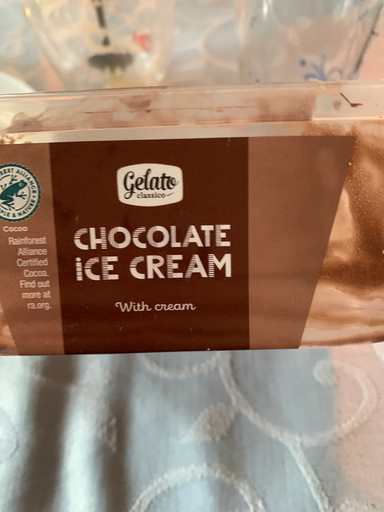 Gelato
classico
CHOCOLATE
iCE CREAM
With cream
Cocoa
Rainforest
Alliance
Certified
Cocoa.
Find out
more at
ra.org.